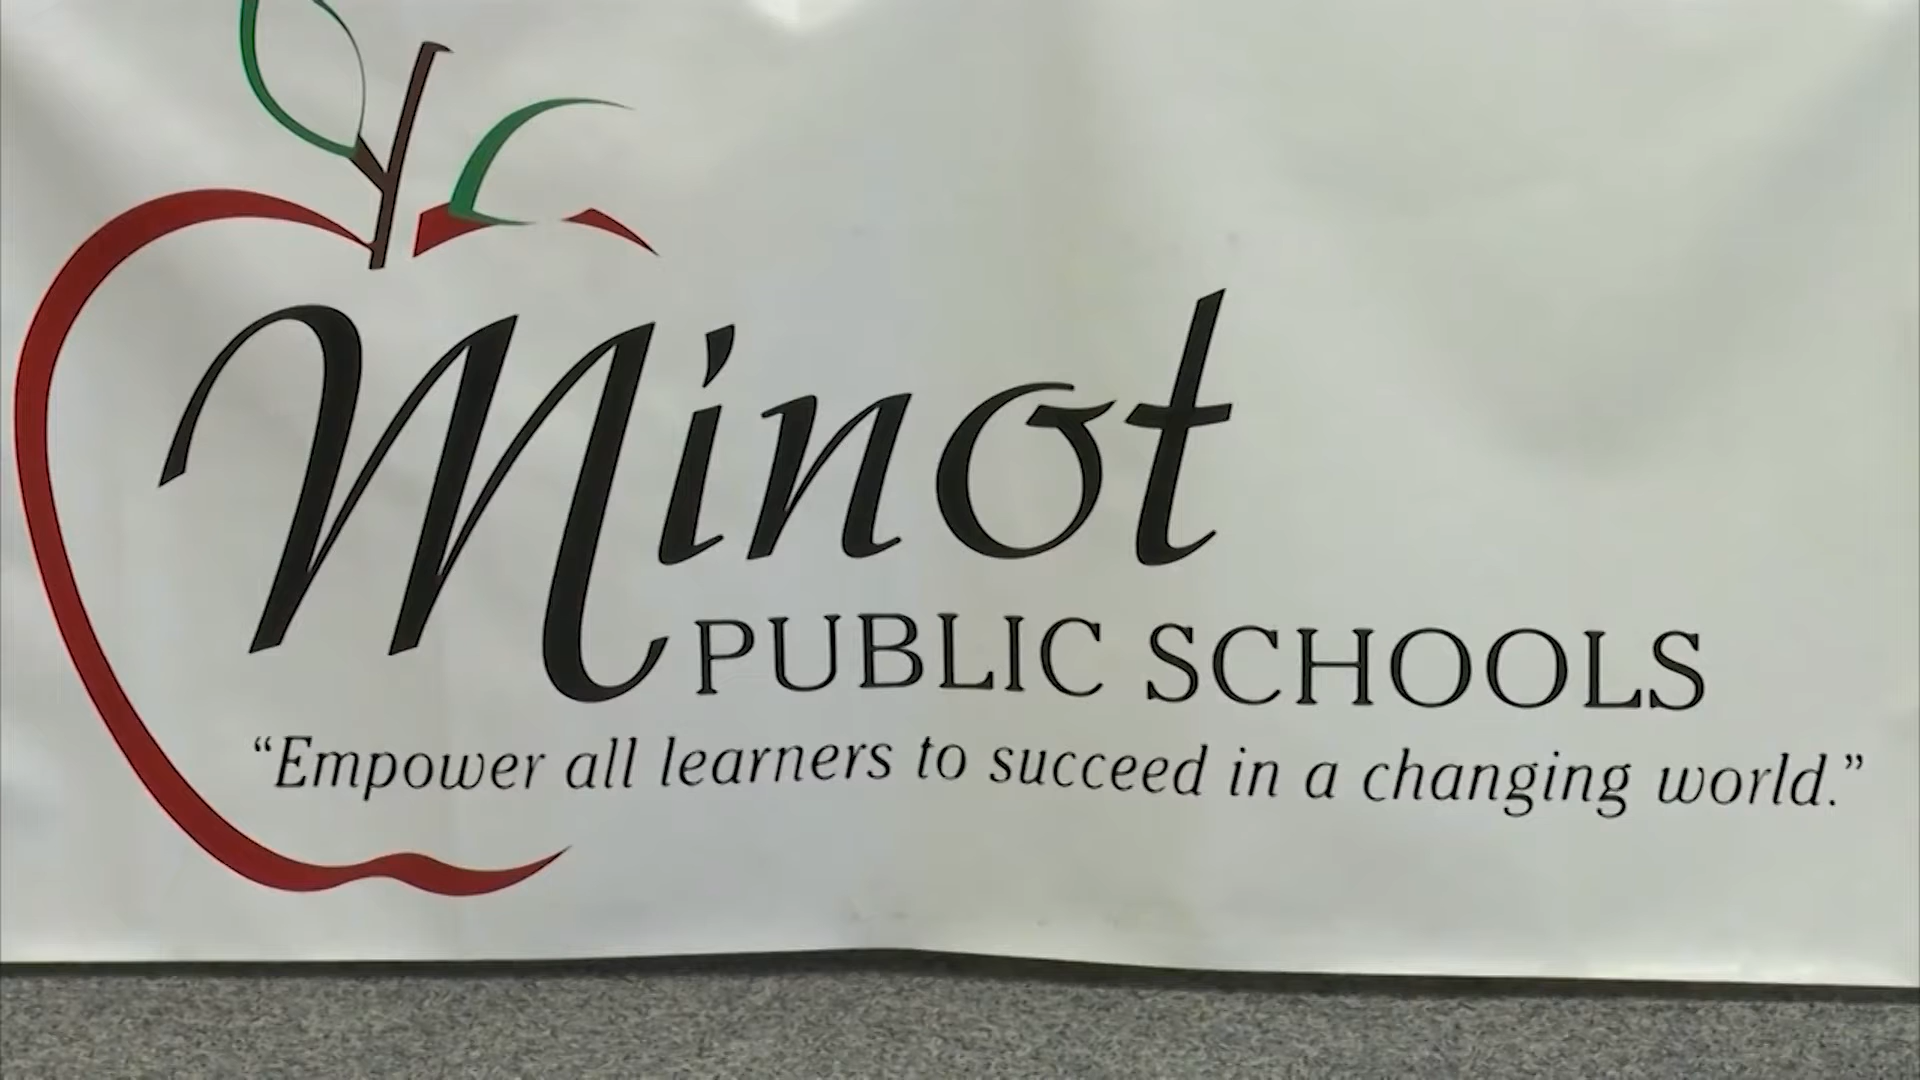 Minot
PUBLIC SCHOOLS
“Empower all learners to succeed in a changing world.”